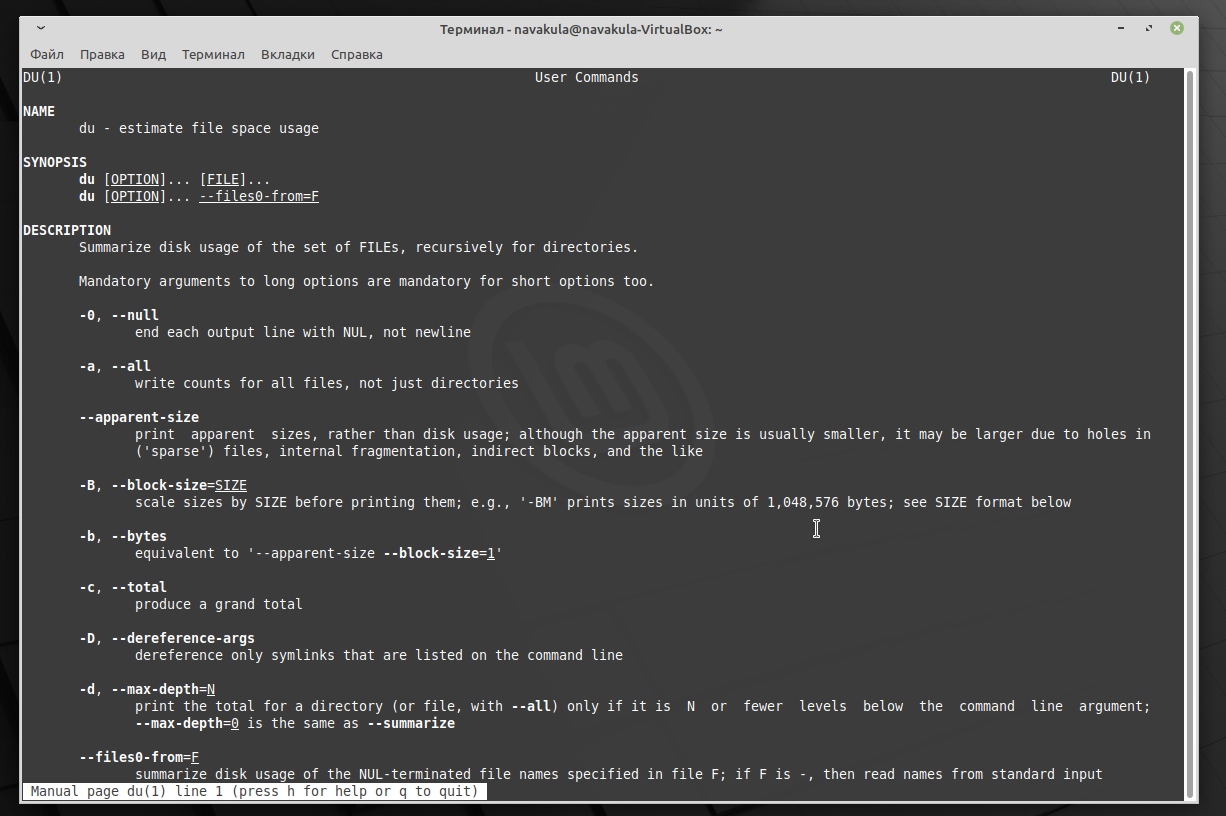 Терминал - navakula@navakula-VirtualBox: ~
Файл Правка Вид Терминал Вкладки Справка
DU(1) User Commands DU(1)
NAME
du - estimate file space usage
SYNOPSIS
du [OPTION]... [FILE]...
du [OPTION]... --files0-from=F
DESCRIPTION
Summarize disk usage of the set of FILEs, recursively for directories.
Mandatory arguments to long options are mandatory for short options too.
-0, --null
end each output line with NUL, not newline
-a, --all
write counts for all files, not just directories
--apparent-size
print apparent sizes, rather than disk usage; although the apparent size is usually smaller, it may be larger due to holes in
('sparse') files, internal fragmentation, indirect blocks, and the like
-B, --block-size=SIZE
scale sizes by SIZE before printing them; e.g., '-BM' prints sizes in units of 1,048,576 bytes; see SIZE format below
-b, --bytes
equivalent to '--apparent-size --block-size=1'
-c, --total
produce a grand total
-D, --dereference-args
dereference only symlinks that are listed on the command line
-d, --max-depth=N
print the total for a directory (or file, with --all) only if it is N or fewer levels below the command line argument;
--max-depth=0 is the same as --summarize
--files0-from=F
summarize disk usage of the NUL-terminated file names specified in file F; if F is -, then read names from standard input
Manual page du(1) line 1 (press h for help or q to quit)